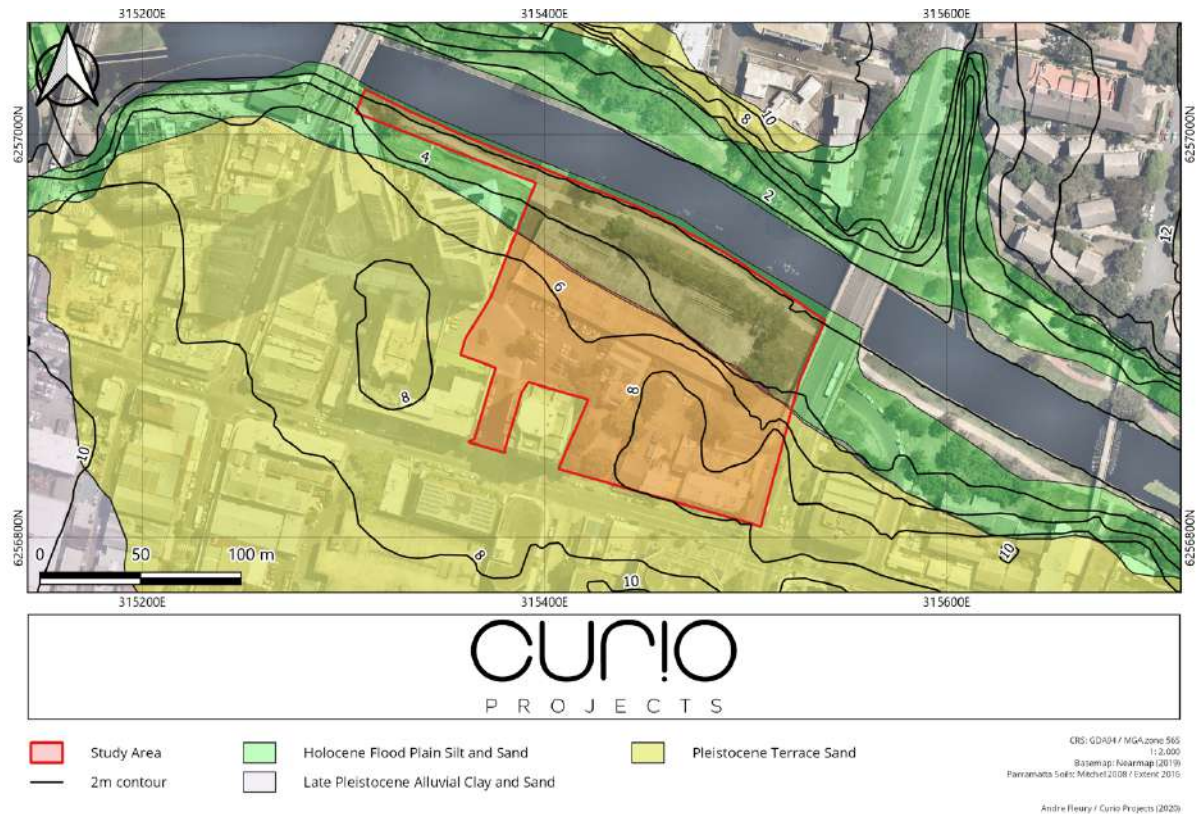 315200E
315400E
315600E
6257000N
6257000N
10
8
4
2
12
6
8
8
10
0 50 100 m
8
10
10
6256800N
6256800N
315200E
315400E
315600E
CURIO
PROJECTS
Study Area
Holocene Flood Plain Silt and Sand
Pleistocene Terrace Sand
2m contour
Late Pleistocene Alluvial Clay and Sand
CRS: GDA94 / MGA zone 56S
1: 2,000
Basemap: Nearmap (2019)
Parramatta Soils: Mitchell 2008 / Extent 2016
Andre Fleury / Curio Projects (2020)